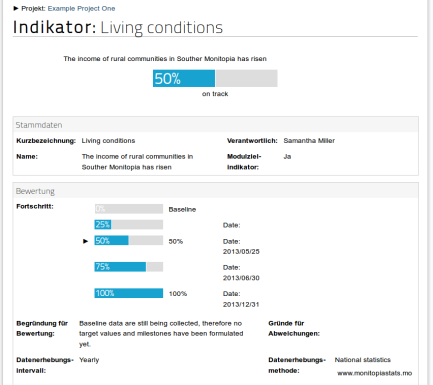 ► Projekt: Example Project One
Indikator: Living conditions
The income of rural communities in Souther Monitopia has risen
50%
on track
Stammdaten
Kurzbezeichnung: Living conditions Verantwortlich: Samantha Miller
Name: The income of rural communities in Modulziel- Ja
Souther Monitopia has risen Indikator:
Bewertung
Fortschritt: 0% Baseline
25% Date:
► 50% 50% Date:
2013/05/25
75% Date:
2013/06/30
100% 100% Date:
2013/12/31
Begründung für Baseline data are still being collected, therefore no Gründe für
Bewertung: target values and milestones have been formulated Abweichungen:
yet.
Datenerhebungs- Yearly Datenerhebungs- National statistics
intervall: methode: www.monitopiastats.mo